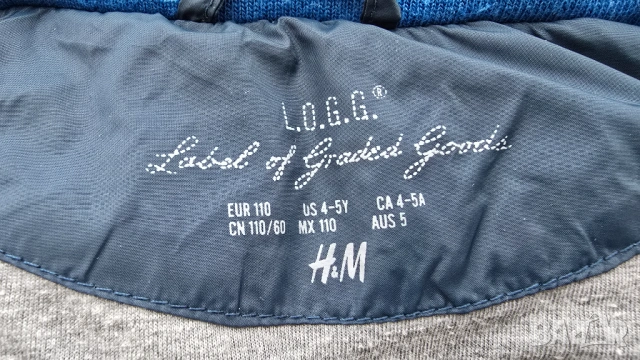 L.O.G.G.®
Label of Graded Goods
EUR 110 US 4-5Y CA 4-5A
CN 110/60 MX 110 AUS 5
H&M